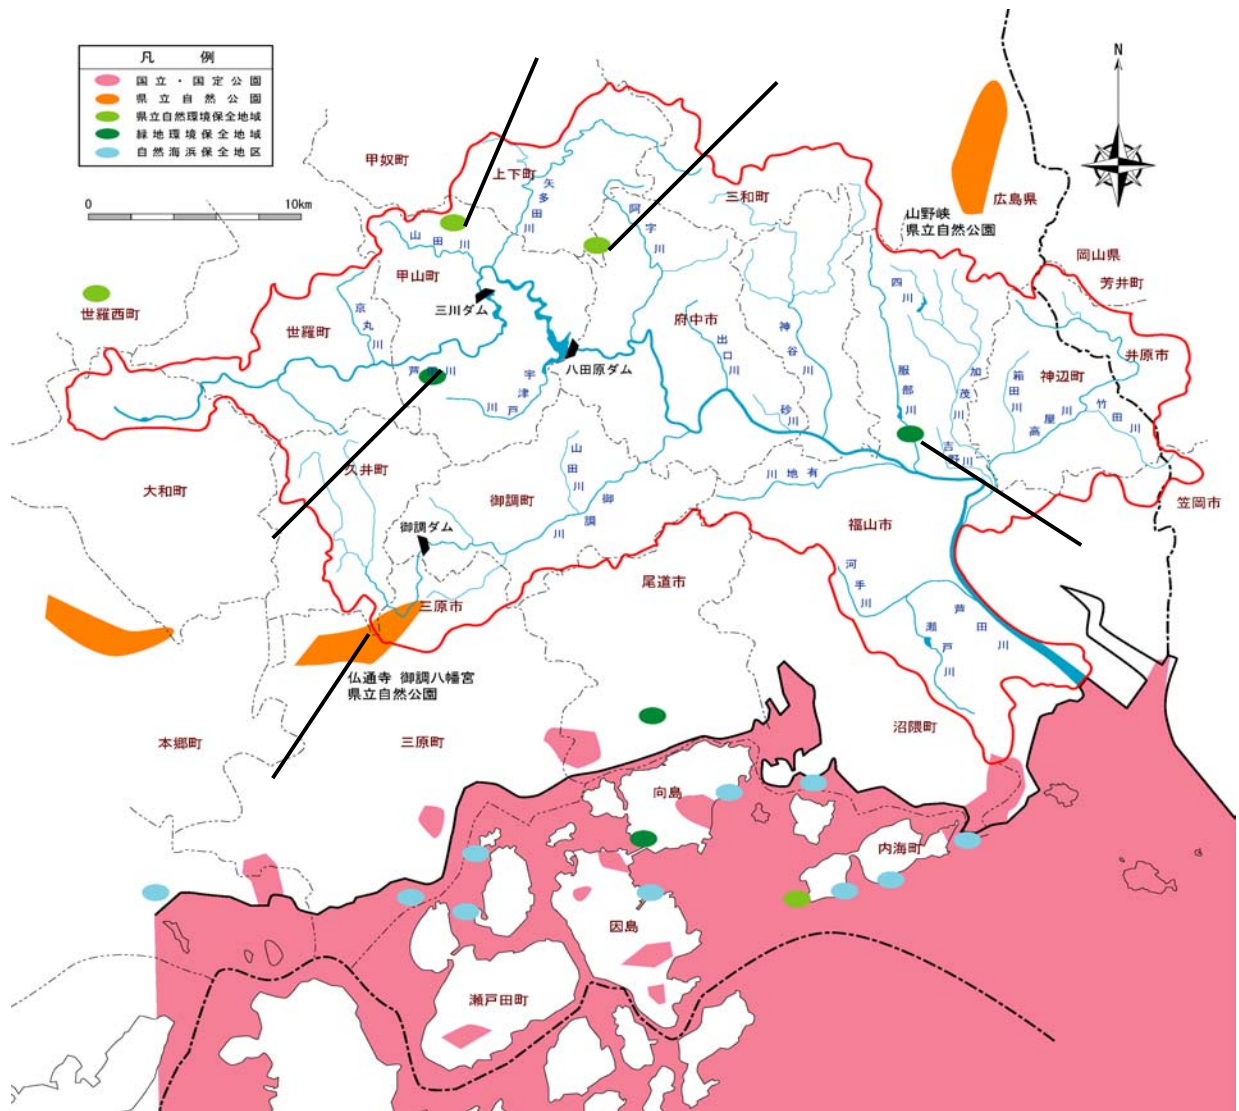 凡 例
国立・国定公園
県立自然公園
県立自然環境保全地域
緑地環境保全地域
自然海浜保全地区
0 10km
N
甲奴町
上下町
矢多田川
三和町
阿字川
広島県
山野峡
県立自然公園
岡山県
芳井町
山田川
甲山町
三川ダム
世羅西町
世羅町
京丸川
府中市
出口川
神谷川
四川
井原市
神辺町
箱田川
加茂川
服部川
八田原ダム
芦田川
宇津戸川
砂川
高屋川
竹田川
吉野川
久井町
大和町
山田川
御調町
御調川
有地川
笠岡市
御調ダム
福山市
尾道市
河手川
三原市
芦田川
瀬戸川
仏通寺 御調八幡宮
県立自然公園
本郷町
三原町
沼隈町
向島
内海町
因島
瀬戸田町